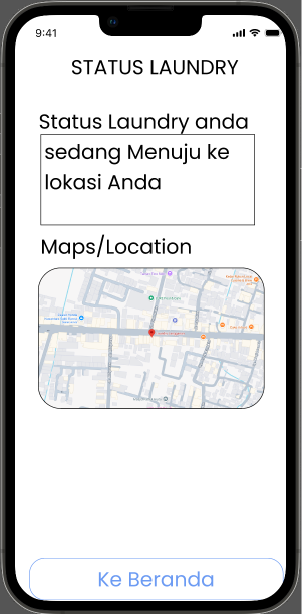 9:41
STATUS LAUNDRY
Status Laundry anda
sedang Menuju ke
lokasi Anda
Maps/Location
Ke Beranda